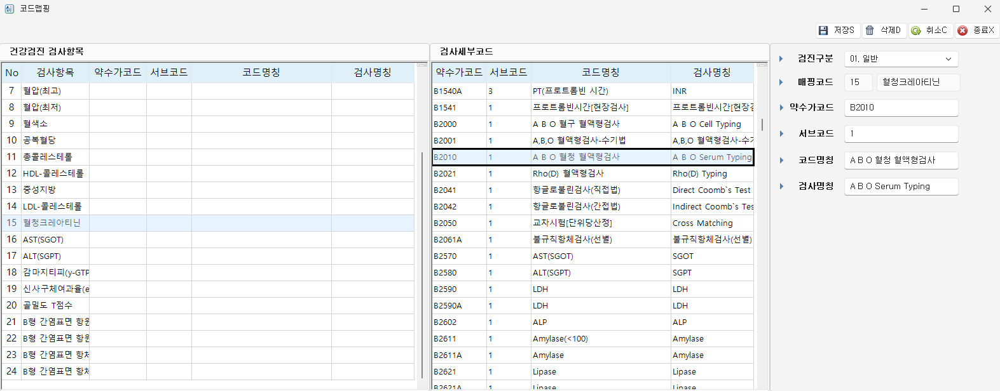 코드맵핑
저장S 삭제D 취소C 종료X
건강검진 검사항목
No 검사항목 약수가코드 서브코드 코드명칭 검사명칭
7 혈압(최고)
8 혈압(최저)
9 혈색소
10 공복혈당
11 총콜레스테롤
12 HDL-콜레스테롤
13 중성지방
14 LDL-콜레스테롤
15 혈청크레아티닌
16 AST(SGOT)
17 ALT(SGPT)
18 감마지티피(y-GTP
19 신사구체여과율(e
20 골밀도 T점수
21 B형 간염표면 항원
22 B형 간염표면 항원
23 B형 간염표면 항체
24 B형 간염표면 항체
검사세부코드
약수가코드 서브코드 코드명칭 검사명칭
B1540A 3 PT(프로트롬빈 시간) INR
B1541 1 프로트롬빈시간[현장검사] 프로트롬빈시간[현장검
B2000 1 A B O 혈구 혈액형검사 A B O Cell Typing
B2001 1 A,B,O 혈액형검사-수기법 A,B,O 혈액형검사-수기
B2010 1 A B O 혈청 혈액형검사 A B O Serum Typing
B2021 1 Rho(D) 혈액형검사 Rho(D) Typing
B2041 1 항글로불린검사(직접법) Direct Coomb`s Test
B2042 1 항글로불린검사(간접법) Indirect Coomb`s Tes
B2050 1 교차시험[단위당산정] Cross Matching
B2061A 1 불규칙항체검사(선별) 불규칙항체검사(선별)
B2570 1 AST(SGOT) SGOT
B2580 1 ALT(SGPT) SGPT
B2590 1 LDH LDH
B2590A 1 LDH LDH
B2602 1 ALP ALP
B2611 1 Amylase(<100) Amylase
B2611A 1 Amylase Amylase
B2621 1 Lipase Lipase
B2621A 1 Lipase Lipase
검진구분 01. 일반
매핑코드 15 혈청크레아티닌
약수가코드 B2010
서브코드 1
코드명칭 A B O 혈청 혈액형검사
검사명칭 A B O Serum Typing